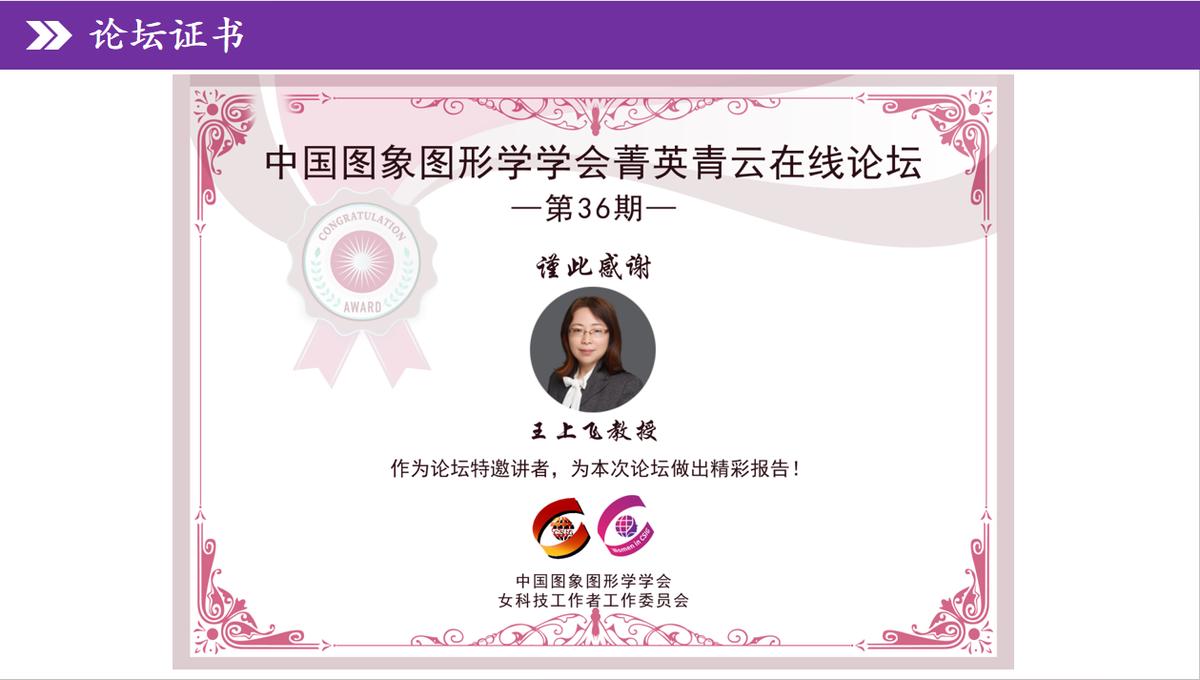 论坛证书
中国图象图形学学会菁英青云在线论坛
—第36期—
CONGRATULATION
AWARD
谨此感谢
王上飞教授
作为论坛特邀讲者，为本次论坛做出精彩报告！
CSIG
Women in CSIG
中国图象图形学学会
女科技工作者工作委员会